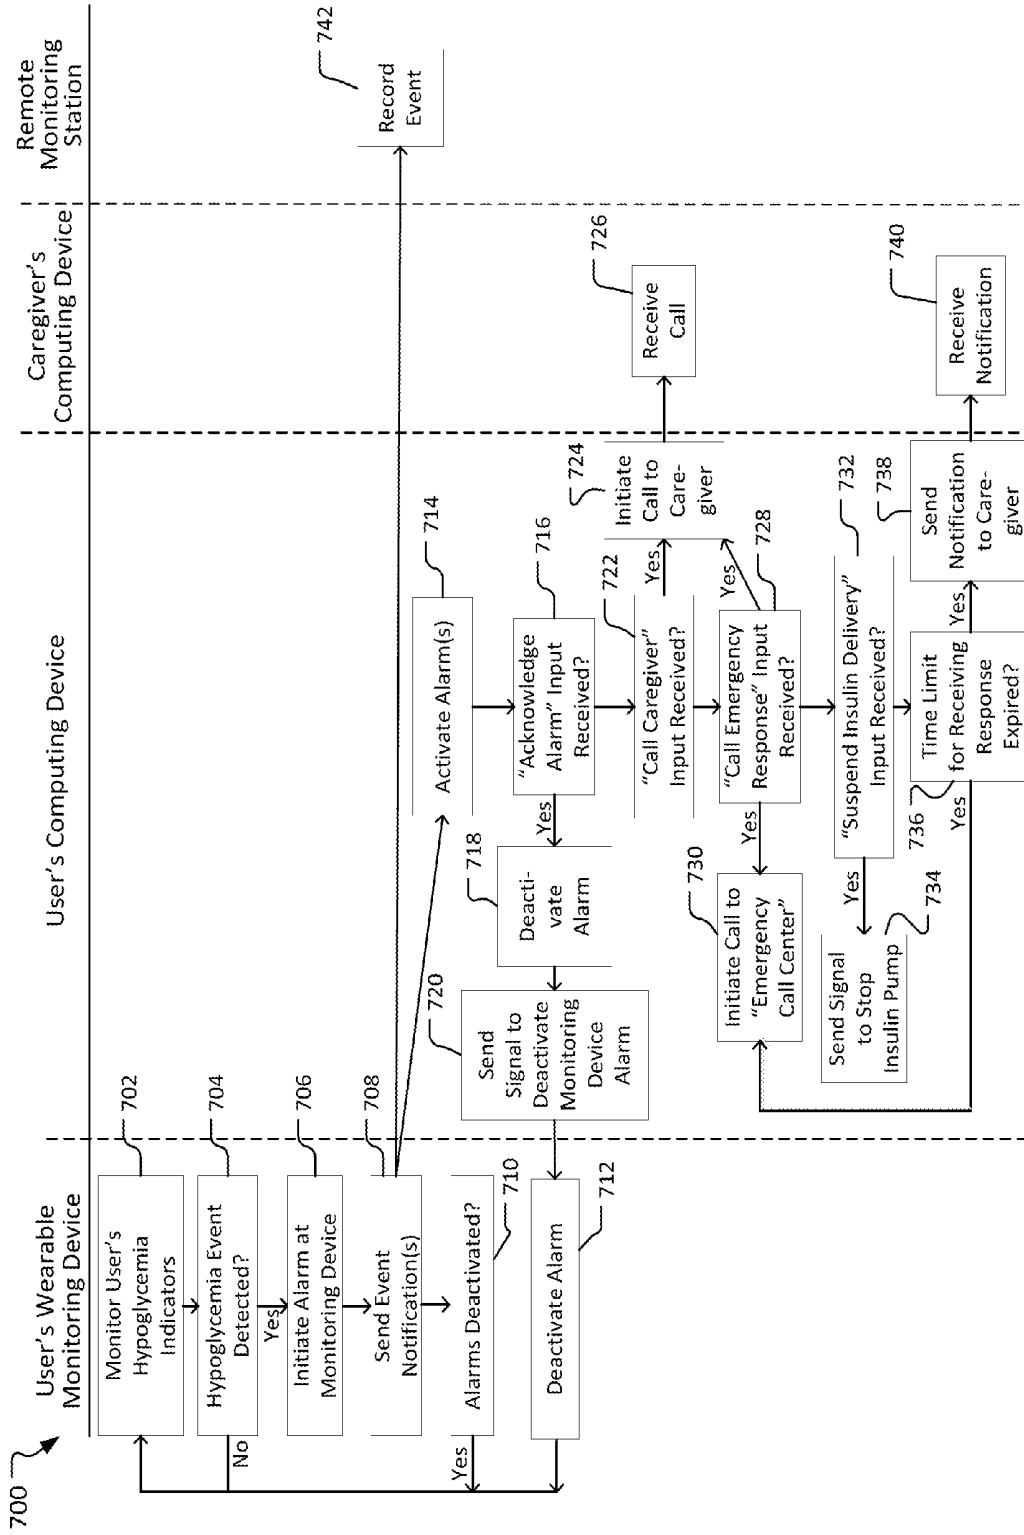 700
User's Wearable
Monitoring Device
User's Computing Device
Caregiver's
Computing Device
Remote
Monitoring
Station
702
Monitor User's
Hypoglycemia
Indicators
704
Hypoglycemia Event
Detected?
No
Yes
706
Initiate Alarm at
Monitoring Device
708
Send Event
Notification(s)
710
Alarms Deactivated?
Yes
712
Deactivate Alarm
742
Record
Event
714
Activate Alarm(s)
716
“Acknowledge
Alarm” Input
Received?
Yes
718
Deacti-
vate
Alarm
720
Send
Signal to
Deactivate
Monitoring
Device
Alarm
722
“Call Caregiver”
Input Received?
Yes
724
Initiate
Call to
Care-
giver
726
Receive
Call
728
“Call Emergency
Response” Input
Received?
Yes
Yes
730
Initiate Call to
“Emergency
Call Center”
732
“Suspend Insulin Delivery”
Input Received?
Yes
734
Send Signal
to Stop
Insulin Pump
736
Time Limit
for Receiving
Response
Expired?
Yes
Yes
738
Send
Notification
to Care-
giver
740
Receive
Notification